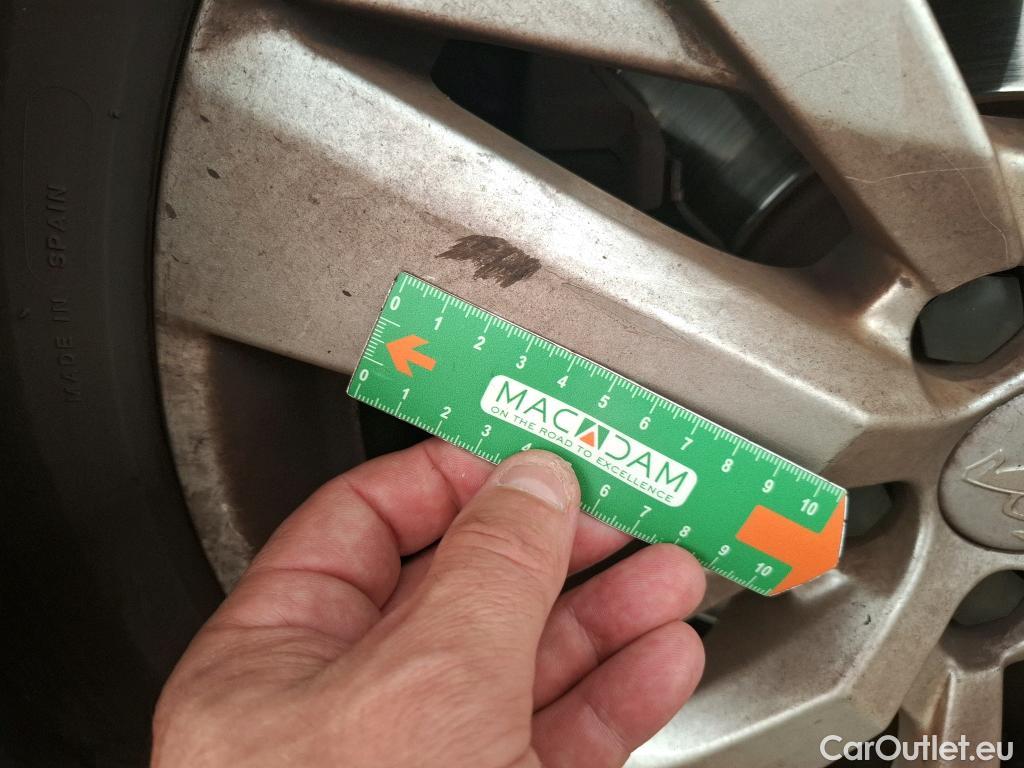 MADE IN SPAIN
0 1 2 3 4 5 6 7 8 9 10
MACADAM
ON THE ROAD TO EXCELLENCE
0 1 2 3 4 6 7 8 9 10
CarOutlet.eu